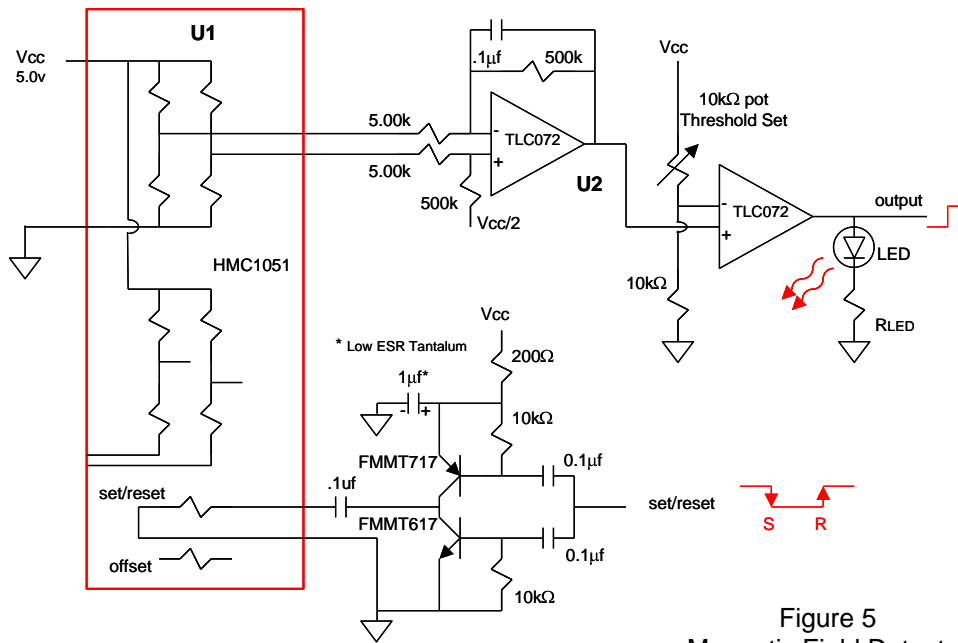 U1
Vcc
5.0v
.1µf
500k
5.00k
5.00k
TLC072
-
+
U2
500k
Vcc/2
Vcc
10kΩ pot
Threshold Set
TLC072
-
+
output
LED
10kΩ
RLED
HMC1051
Vcc
* Low ESR Tantalum
200Ω
1µf*
- +
10kΩ
FMMT717
0.1µf
set/reset
.1uf
FMMT617
set/reset
S R
0.1µf
offset
10kΩ
Figure 5